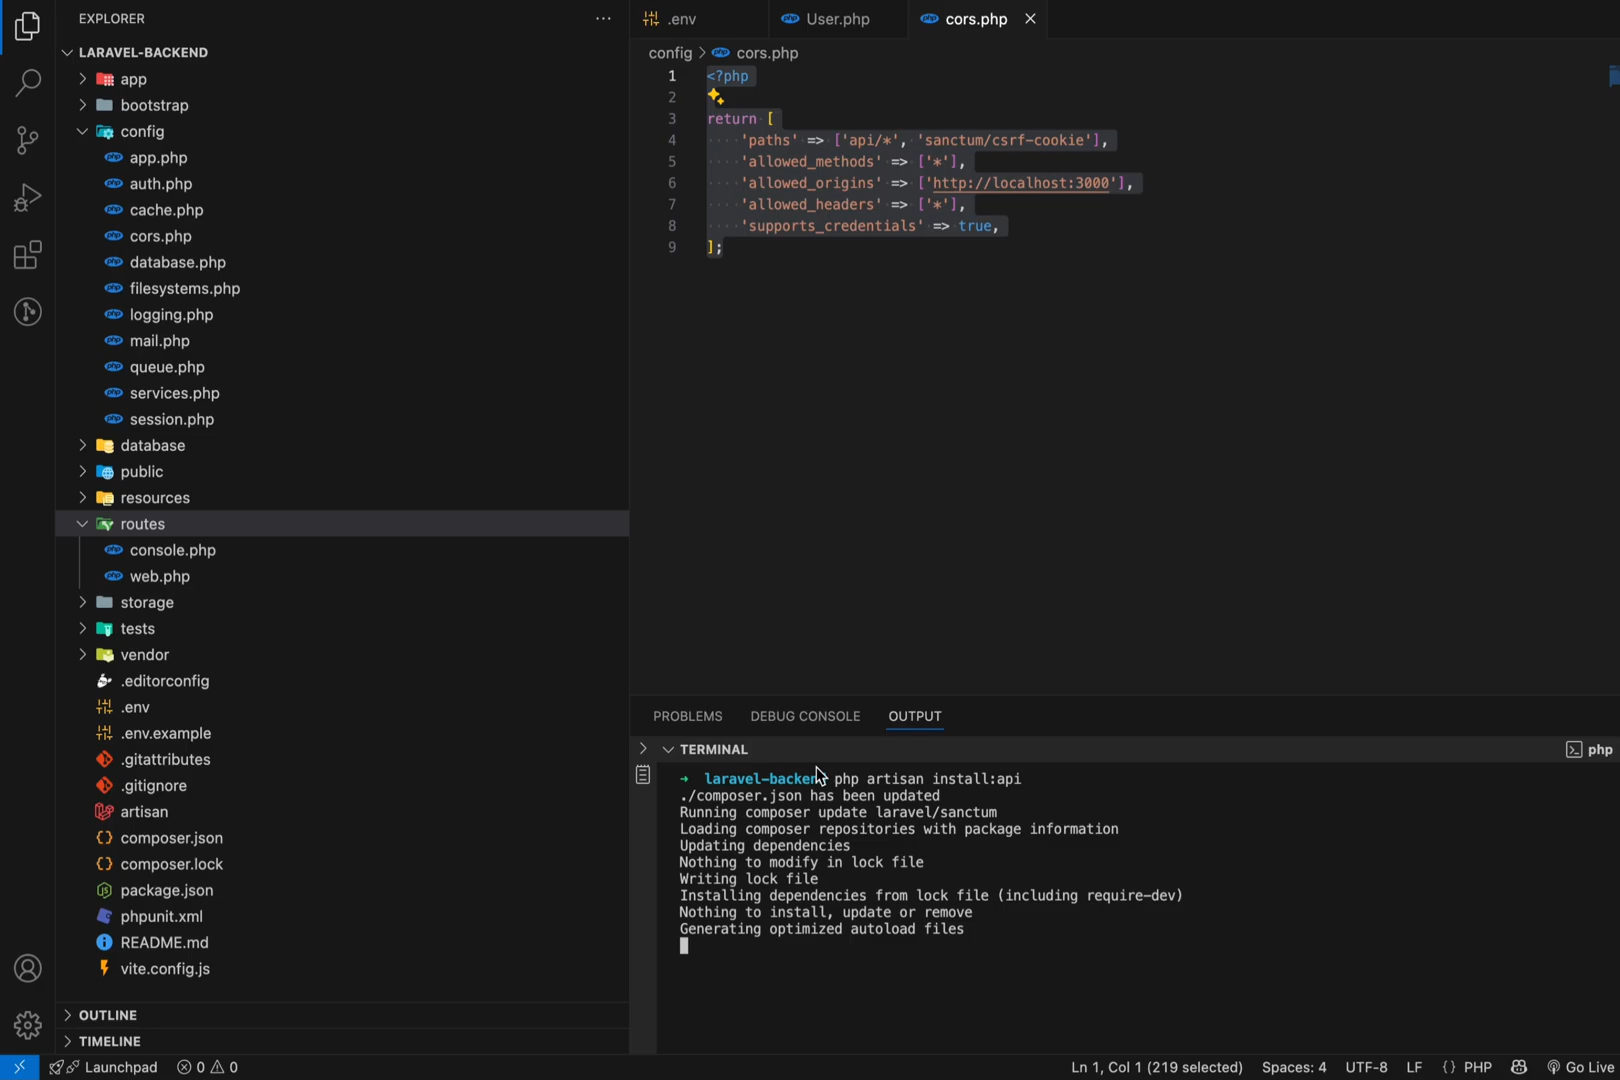 EXPLORER
LARAVEL-BACKEND
app
bootstrap
config
app.php
auth.php
cache.php
cors.php
database.php
filesystems.php
logging.php
mail.php
queue.php
services.php
session.php
database
public
resources
routes
console.php
web.php
storage
tests
vendor
.editorconfig
.env
.env.example
.gitattributes
.gitignore
artisan
composer.json
composer.lock
package.json
phpunit.xml
README.md
vite.config.js
OUTLINE
TIMELINE
.env User.php cors.php
config > cors.php
1 <?php
2
3 return [
4 'paths' => ['api/*', 'sanctum/csrf-cookie'],
5 'allowed_methods' => ['*'],
6 'allowed_origins' => ['http://localhost:3000'],
7 'allowed_headers' => ['*'],
8 'supports_credentials' => true,
9 ];
PROBLEMS DEBUG CONSOLE OUTPUT
TERMINAL php
→ laravel-backend php artisan install:api
./composer.json has been updated
Running composer update laravel/sanctum
Loading composer repositories with package information
Updating dependencies
Nothing to modify in lock file
Writing lock file
Installing dependencies from lock file (including require-dev)
Nothing to install, update or remove
Generating optimized autoload files
Launchpad 0 0 Ln 1, Col 1 (219 selected) Spaces: 4 UTF-8 LF {} PHP Go Live